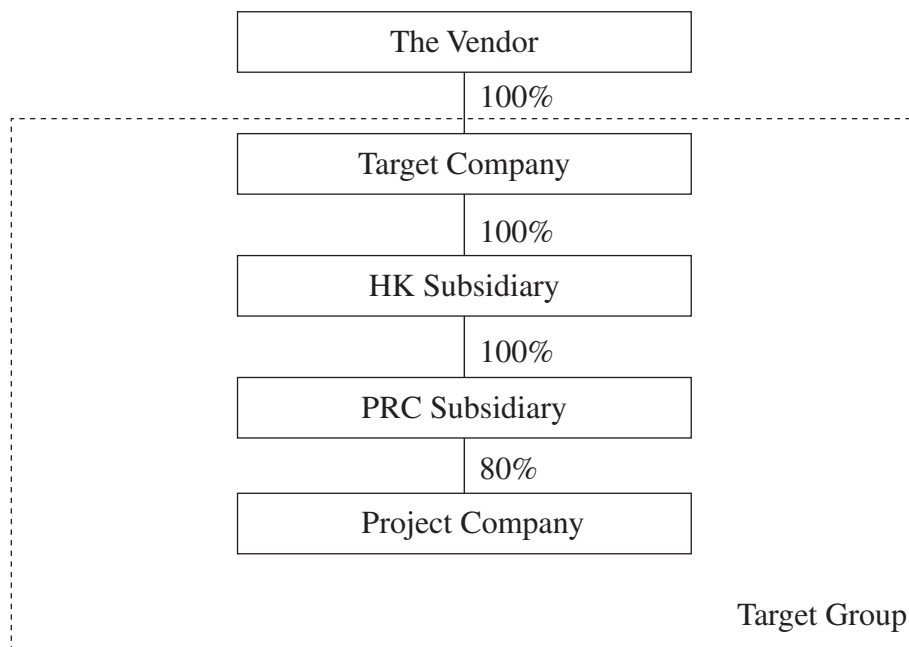 The Vendor
100%
Target Company
100%
HK Subsidiary
100%
PRC Subsidiary
80%
Project Company
Target Group